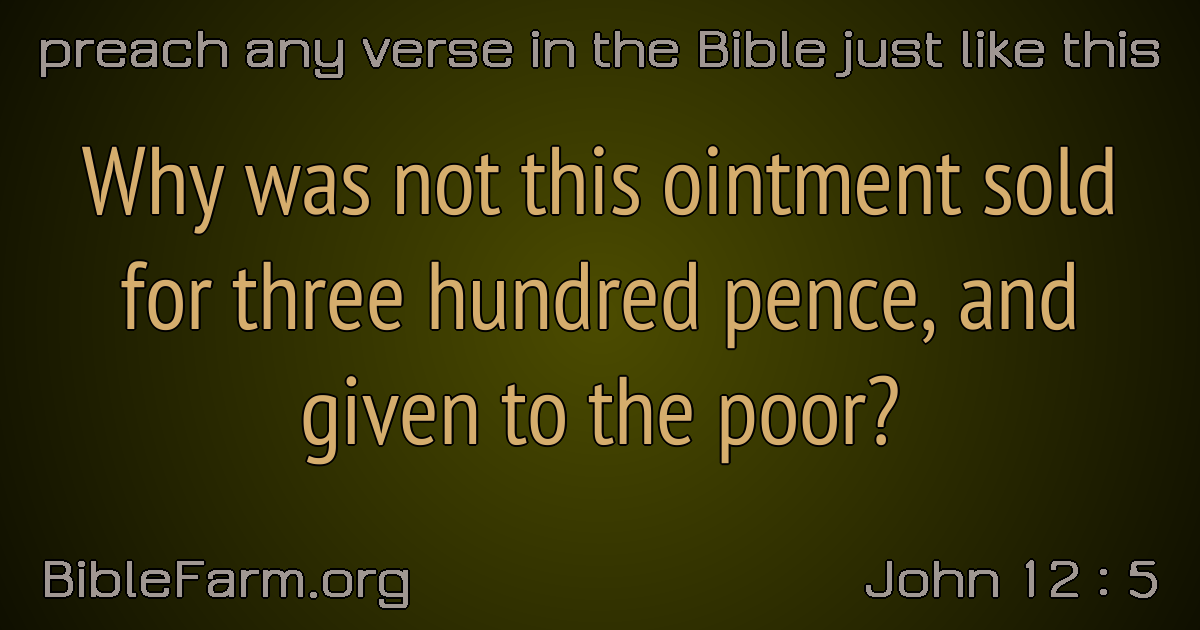 preach any verse in the Bible just like this
Why was not this ointment sold
for three hundred pence, and
given to the poor?
BibleFarm.org
John 12 : 5